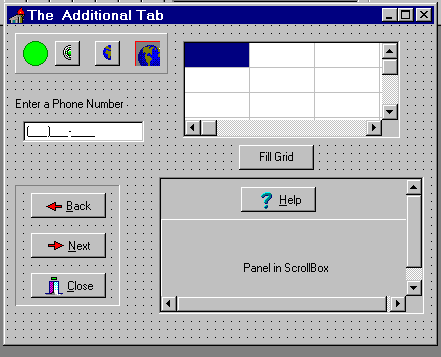 The Additional Tab
Enter a Phone Number
(___)___-____
Fill Grid
Back
Next
Close
Help
Panel in ScrollBox